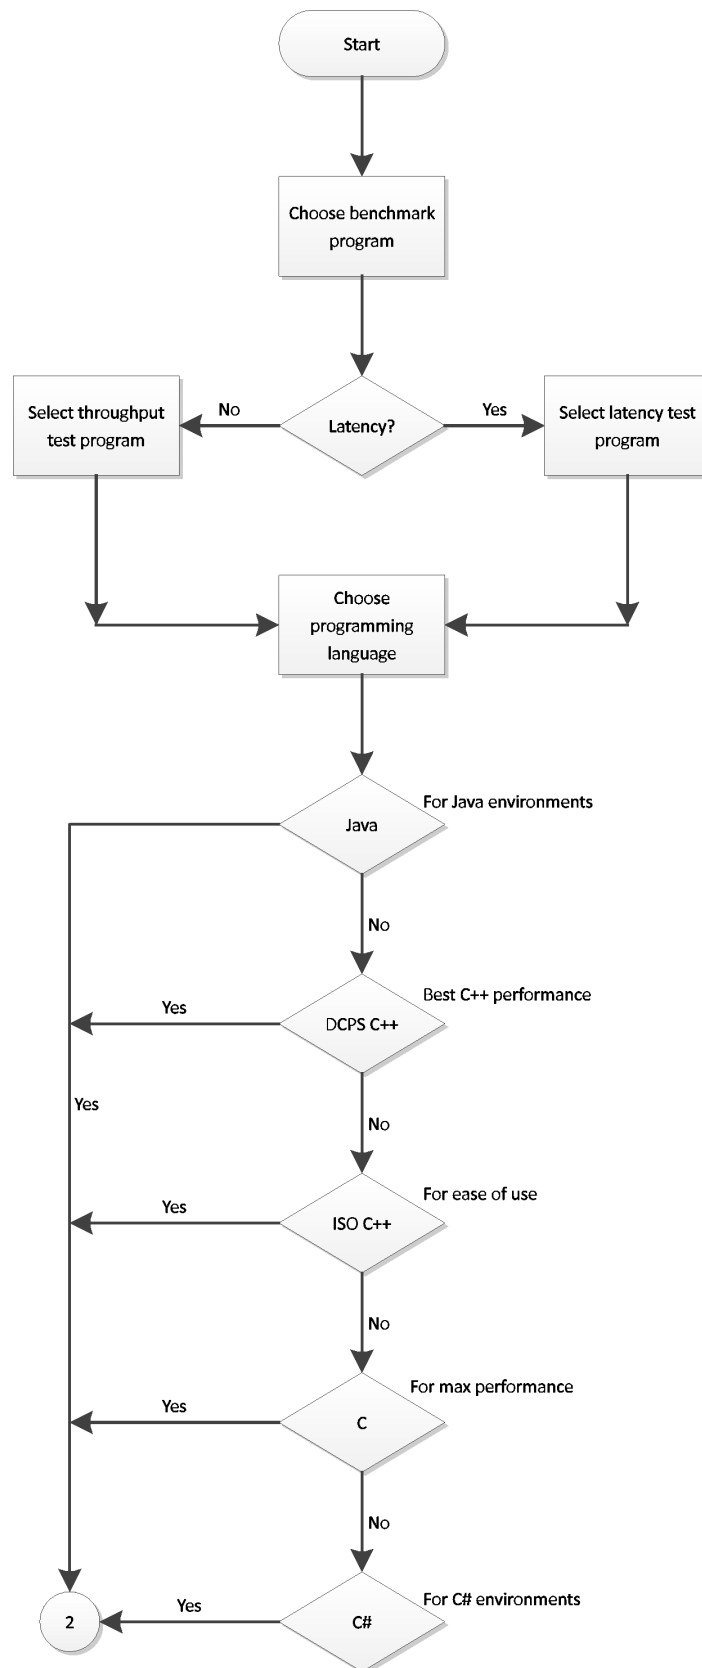 Start
Choose benchmark
program
Select throughput
test program
No
Latency?
Yes
Select latency test
program
Choose
programming
language
Java
For Java environments
No
Best C++ performance
Yes
DCPS C++
Yes
No
For ease of use
Yes
ISO C++
No
For max performance
Yes
C
No
For C# environments
2
Yes
C#